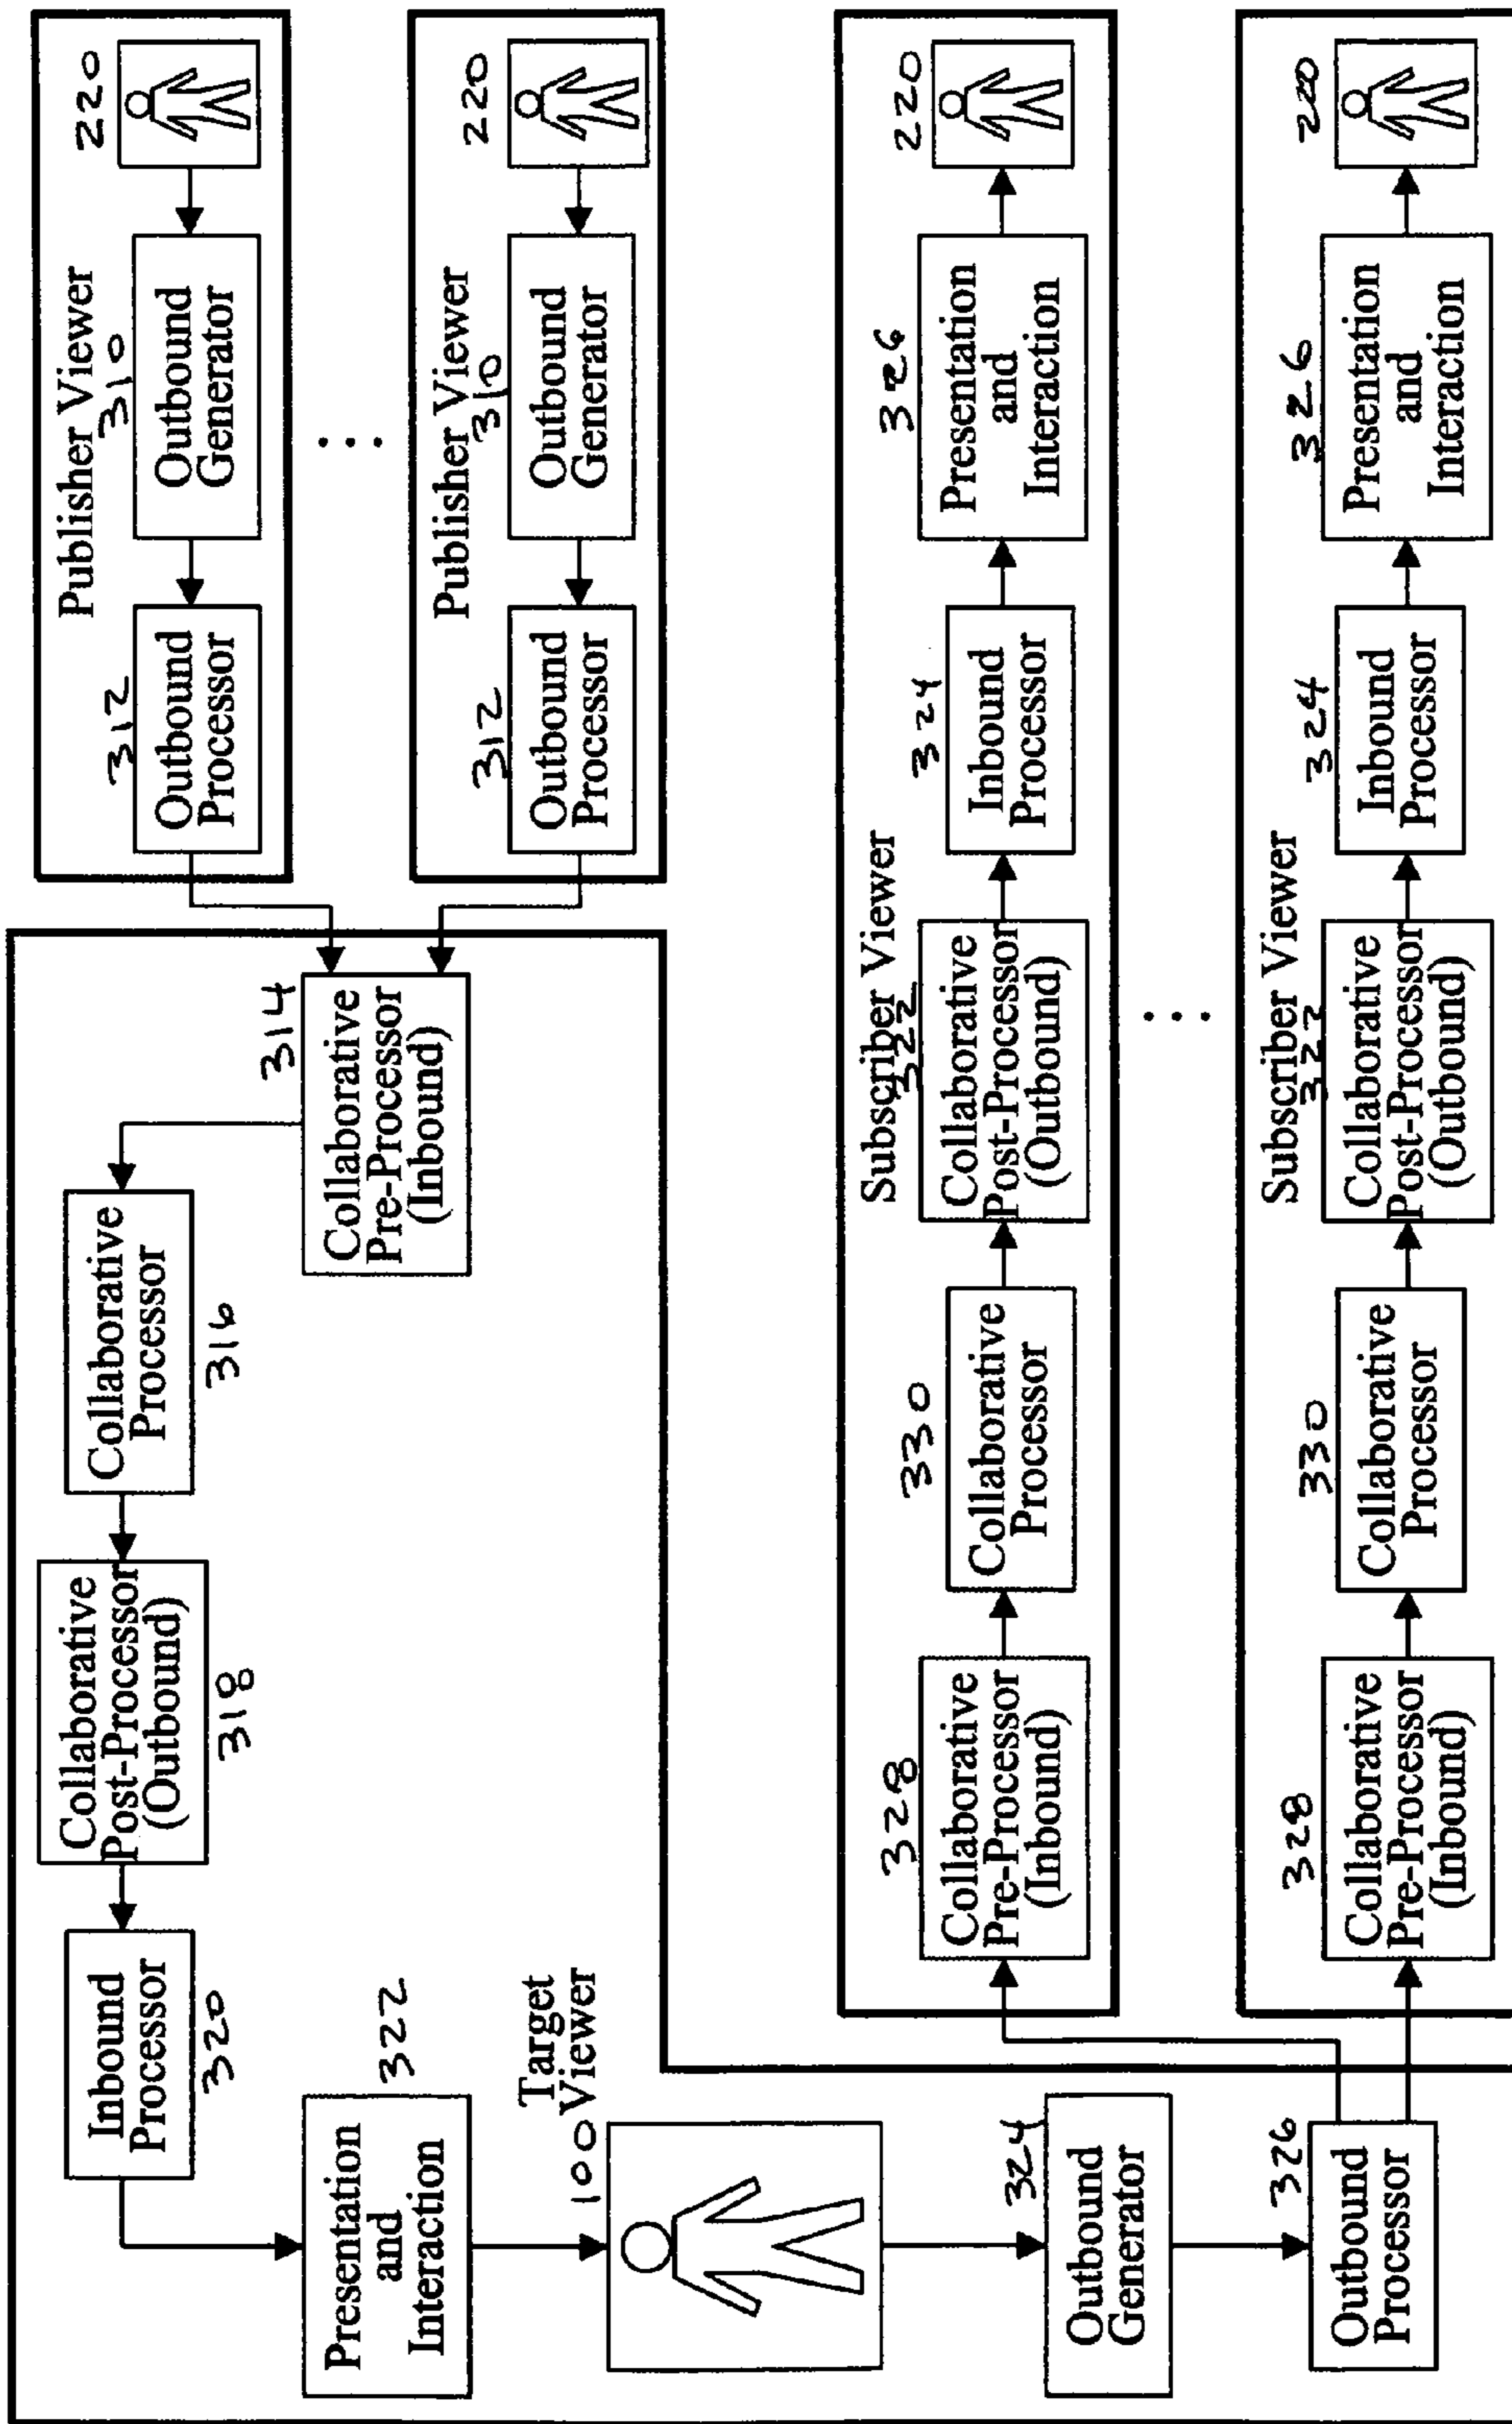 220
Publisher Viewer
310
Outbound
Generator
312
Outbound
Processor
...
220
Publisher Viewer
310
Outbound
Generator
312
Outbound
Processor
314
Collaborative
Pre-Processor
(Inbound)
Collaborative
Processor
316
Collaborative
Post-Processor
(Outbound)
318
Inbound
Processor
320
Presentation
and
Interaction
322
Target
Viewer
100
Outbound
Generator
324
Outbound
Processor
326
Subscriber Viewer
328
Collaborative
Pre-Processor
(Inbound)
330
Collaborative
Processor
322
Collaborative
Post-Processor
(Outbound)
324
Inbound
Processor
326
Presentation
and
Interaction
220
...
Subscriber Viewer
328
Collaborative
Pre-Processor
(Inbound)
330
Collaborative
Processor
322
Collaborative
Post-Processor
(Outbound)
324
Inbound
Processor
326
Presentation
and
Interaction
220